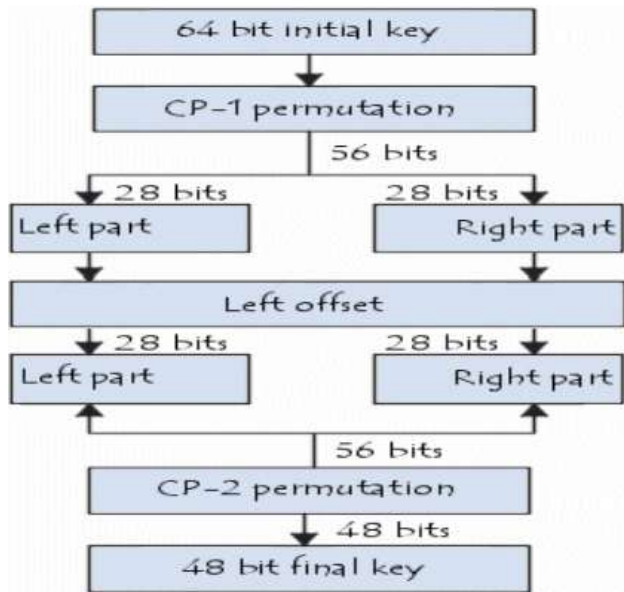 64 bit initial key
CP-1 permutation
56 bits
28 bits
28 bits
Left part
Right part
Left offset
28 bits
28 bits
Left part
Right part
56 bits
CP-2 permutation
48 bits
48 bit final key